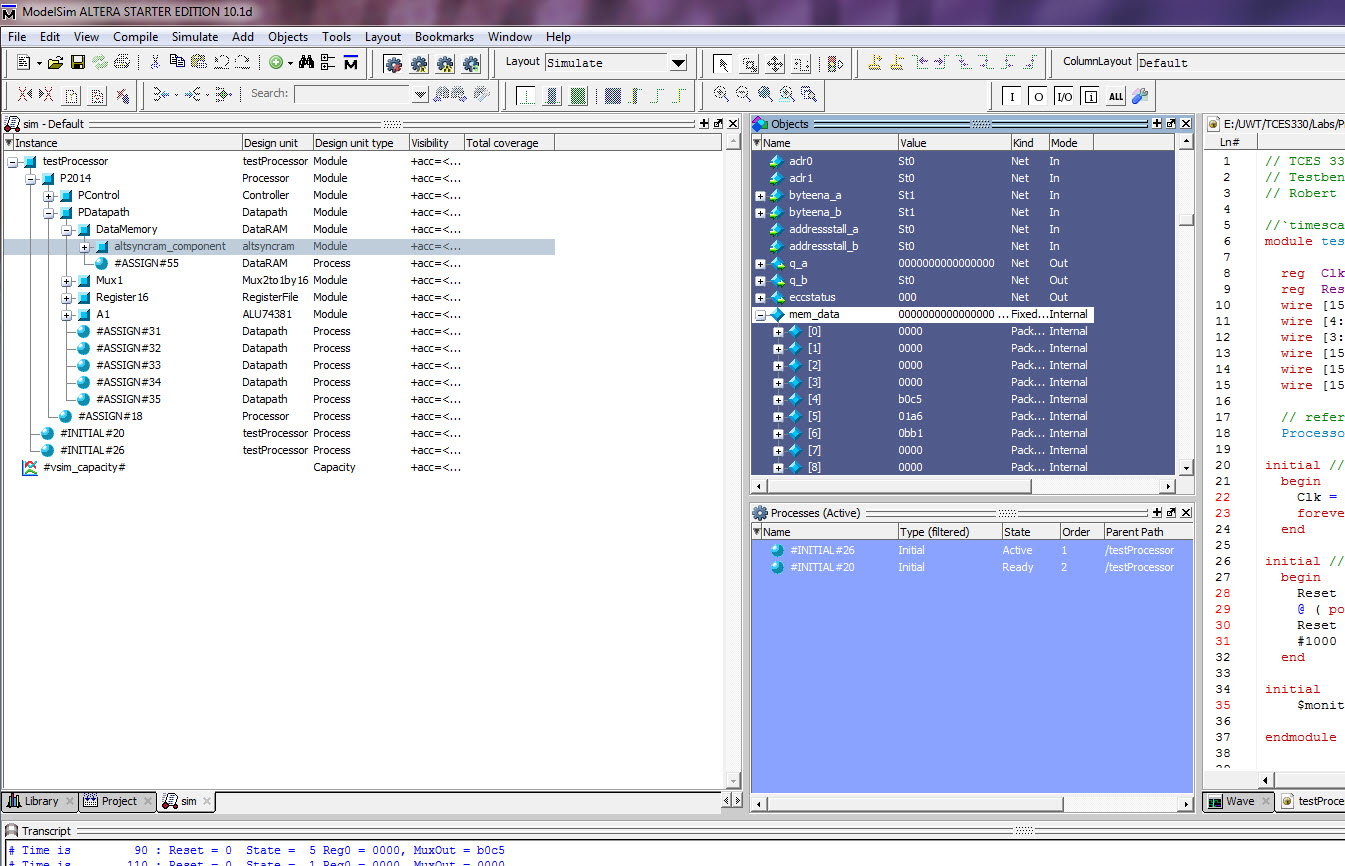 ModelSim ALTERA STARTER EDITION 10.1d
File Edit View Compile Simulate Add Objects Tools Layout Bookmarks Window Help
Layout Simulate ColumnLayout Default
Search: I O I/O ALL
sim - Default
Instance Design unit Design unit type Visibility Total coverage
testProcessor testProcessor Module +acc=<...
P2014 Processor Module +acc=<...
PControl Controller Module +acc=<...
PDatapath Datapath Module +acc=<...
DataMemory DataRAM Module +acc=<...
altsyncram_component altsyncram Module +acc=<...
#ASSIGN#55 DataRAM Process +acc=<...
Mux1 Mux2to1by16 Module +acc=<...
Register16 RegisterFile Module +acc=<...
A1 ALU74381 Module +acc=<...
#ASSIGN#31 Datapath Process +acc=<...
#ASSIGN#32 Datapath Process +acc=<...
#ASSIGN#33 Datapath Process +acc=<...
#ASSIGN#34 Datapath Process +acc=<...
#ASSIGN#35 Datapath Process +acc=<...
#ASSIGN#18 Processor Process +acc=<...
#INITIAL#20 testProcessor Process +acc=<...
#INITIAL#26 testProcessor Process +acc=<...
#vsim_capacity# Capacity +acc=<...
Library Project sim
Objects
Name Value Kind Mode
aclr0 St0 Net In
aclr1 St0 Net In
byteena_a St1 Net In
byteena_b St1 Net In
addressstall_a St0 Net In
addressstall_b St0 Net In
q_a 0000000000000000 Net Out
q_b St0 Net Out
eccstatus 000 Net Out
mem_data 0000000000000000 ... Fixed... Internal
[0] 0000 Pack... Internal
[1] 0000 Pack... Internal
[2] 0000 Pack... Internal
[3] 0000 Pack... Internal
[4] b0c5 Pack... Internal
[5] 01a6 Pack... Internal
[6] 0bb1 Pack... Internal
[7] 0000 Pack... Internal
[8] 0000 Pack... Internal
Processes (Active)
Name Type (filtered) State Order Parent Path
#INITIAL#26 Initial Active 1 /testProcessor
#INITIAL#20 Initial Ready 2 /testProcessor
E:/UWT/TCES330/Labs/P
Ln#
1 // TCES 33
2 // Testben
3 // Robert
4
5 //`timesca
6 module tes
7
8 reg Clk
9 reg Res
10 wire [15
11 wire [4:
12 wire [3:
13 wire [15
14 wire [15
15 wire [15
16
17 // refer
18 Processo
19
20 initial //
21 begin
22 Clk =
23 foreve
24 end
25
26 initial //
27 begin
28 Reset
29 @ ( po
30 Reset
31 #1000
32 end
33
34 initial
35 $monit
36
37 endmodule
38
Wave testProce
Transcript
# Time is 90 : Reset = 0 State = 5 Reg0 = 0000, MuxOut = b0c5
# Time is 110 : Reset = 0 State = 1 Reg0 = 0000, MuxOut = 0000